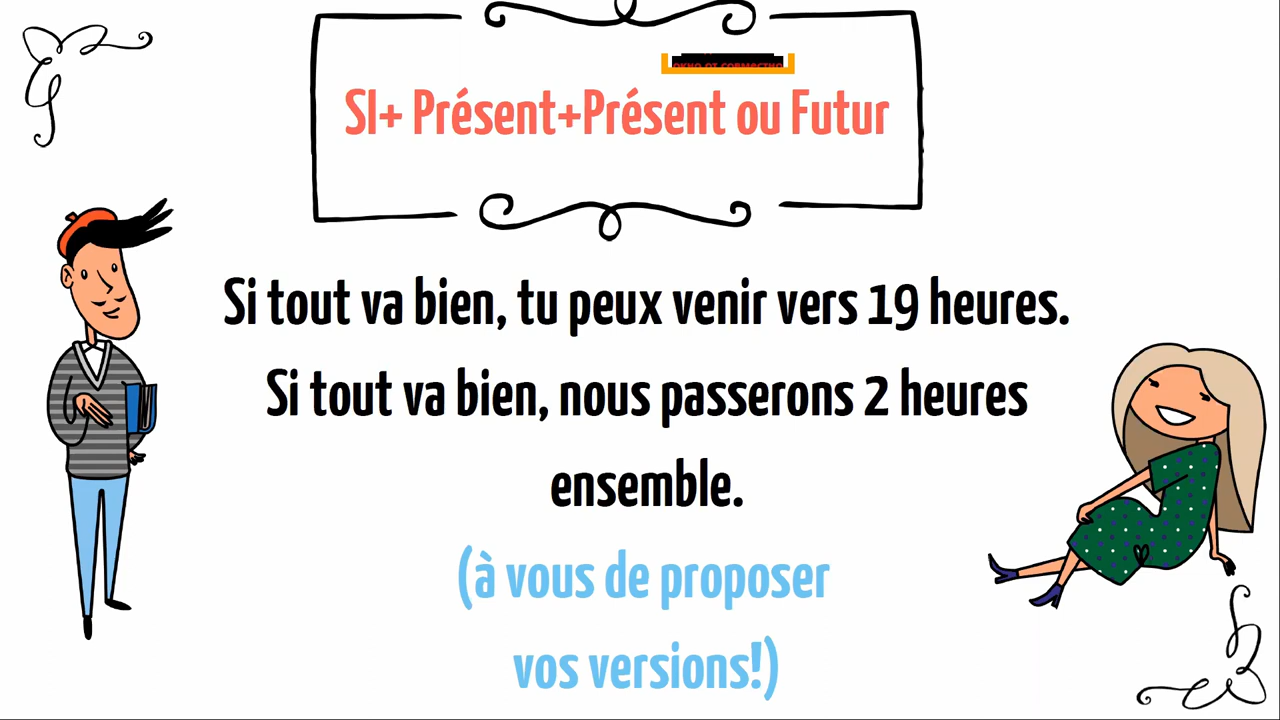 SI+ Présent+Présent ou Futur
Si tout va bien, tu peux venir vers 19 heures.
Si tout va bien, nous passerons 2 heures
ensemble.
(à vous de proposer
vos versions!)